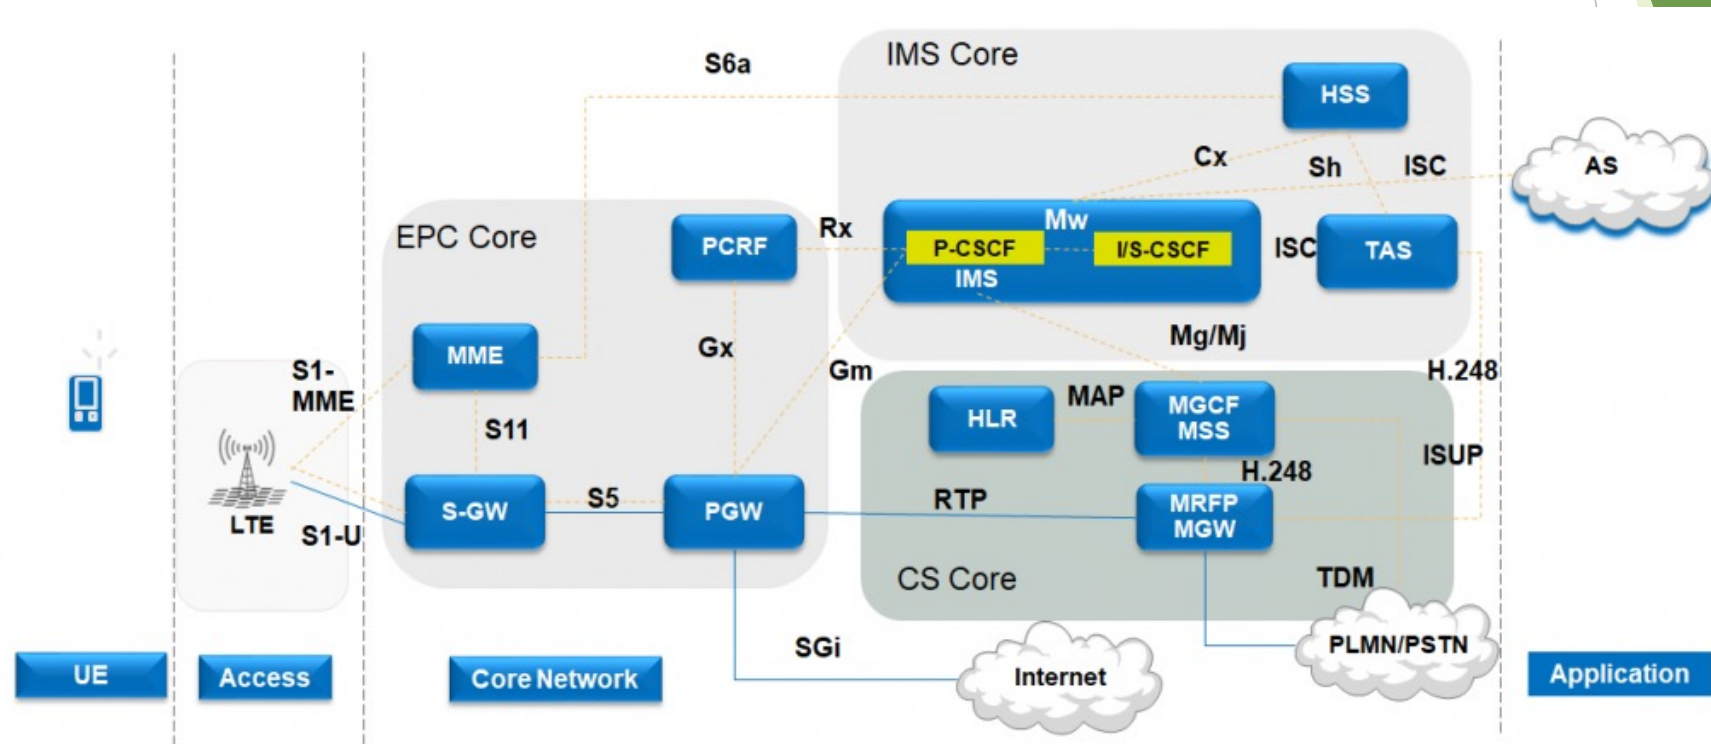 IMS Core
S6a
HSS
Cx
Sh
ISC
AS
EPC Core
PCRF
Rx
Mw
P-CSCF
I/S-CSCF
IMS
ISC
TAS
MME
Gx
Gm
Mg/Mj
S1-
MME
H.248
HLR
MAP
MGCF
MSS
S11
ISUP
H.248
LTE
S1-U
S-GW
S5
PGW
RTP
MRFP
MGW
CS Core
TDM
PLMN/PSTN
SGi
Internet
UE
Access
Core Network
Application